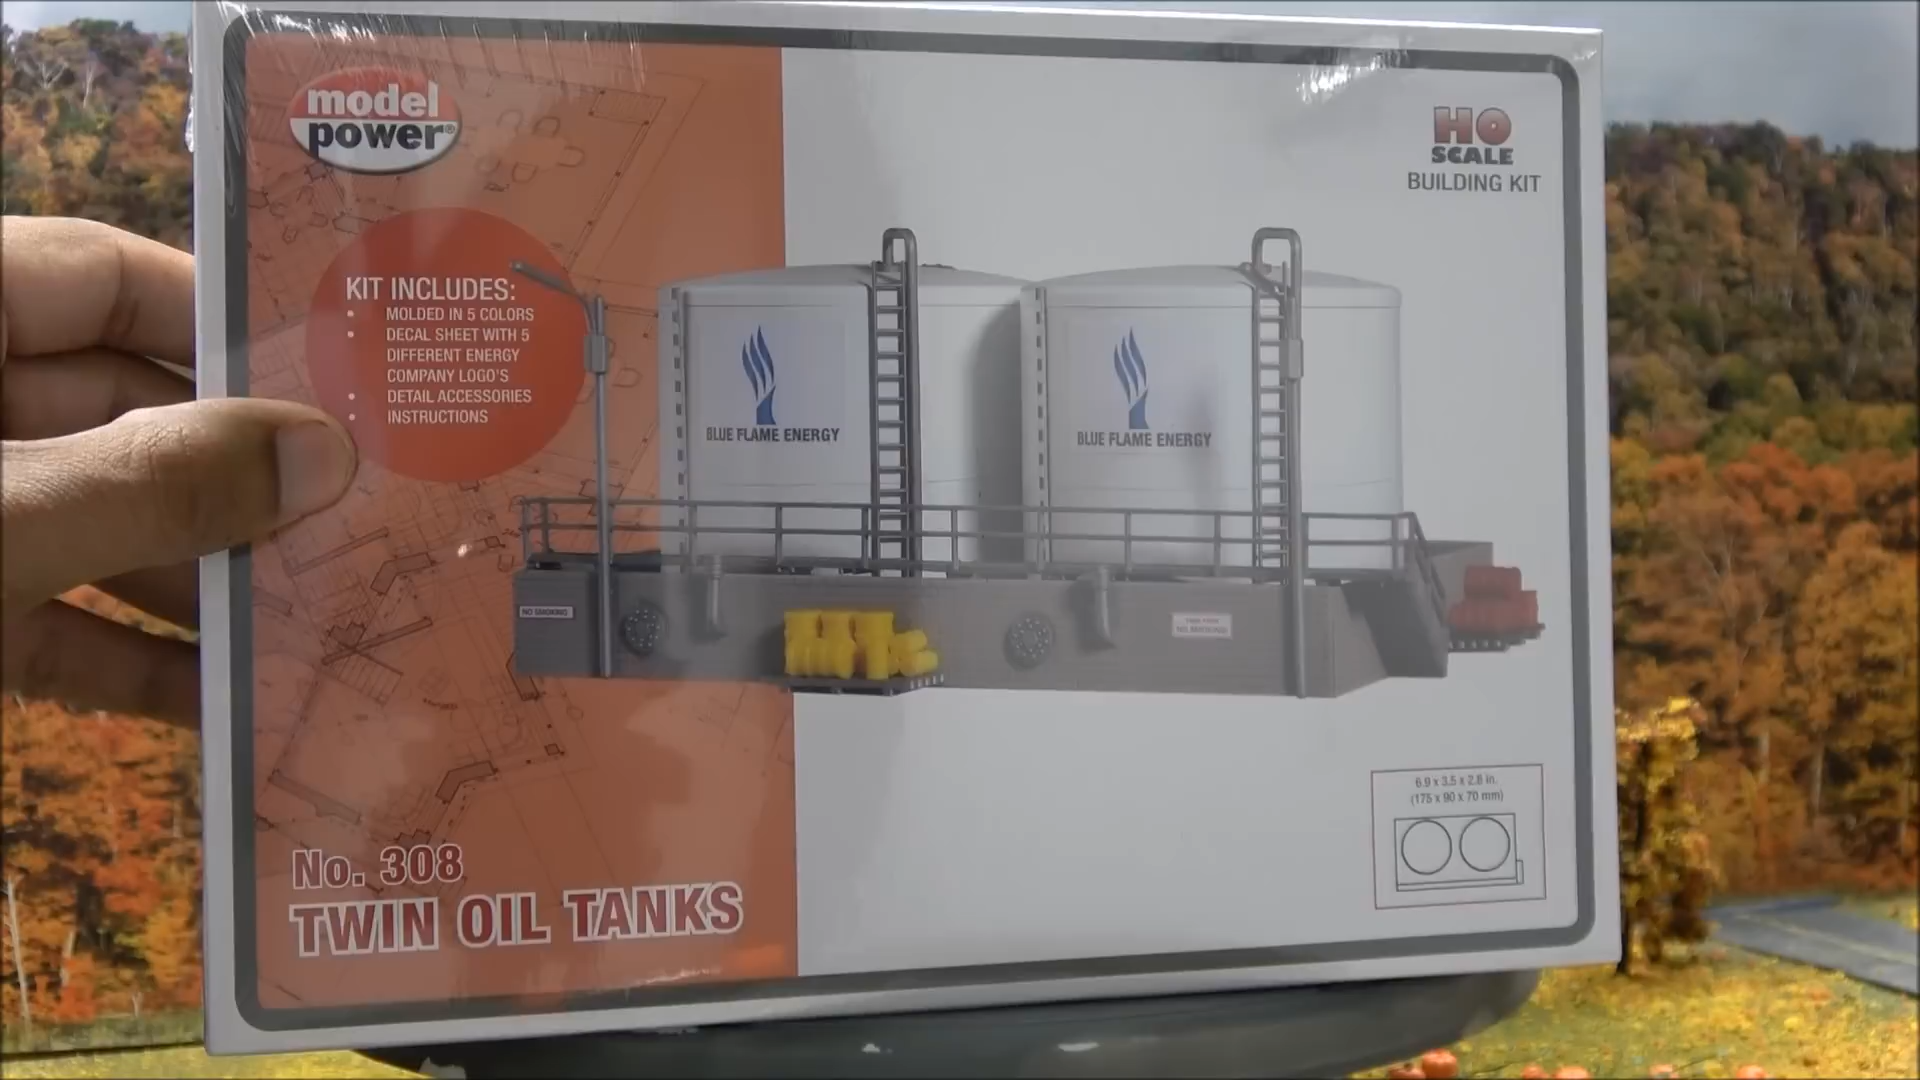 model
power®
HO
SCALE
BUILDING KIT
KIT INCLUDES:
• MOLDED IN 5 COLORS
• DECAL SHEET WITH 5
DIFFERENT ENERGY
COMPANY LOGO'S
• DETAIL ACCESSORIES
• INSTRUCTIONS
BLUE FLAME ENERGY
BLUE FLAME ENERGY
NO SMOKING
NO SMOKING
6.9 x 3.5 x 2.8 in.
(175 x 90 x 70 mm)
No. 308
TWIN OIL TANKS